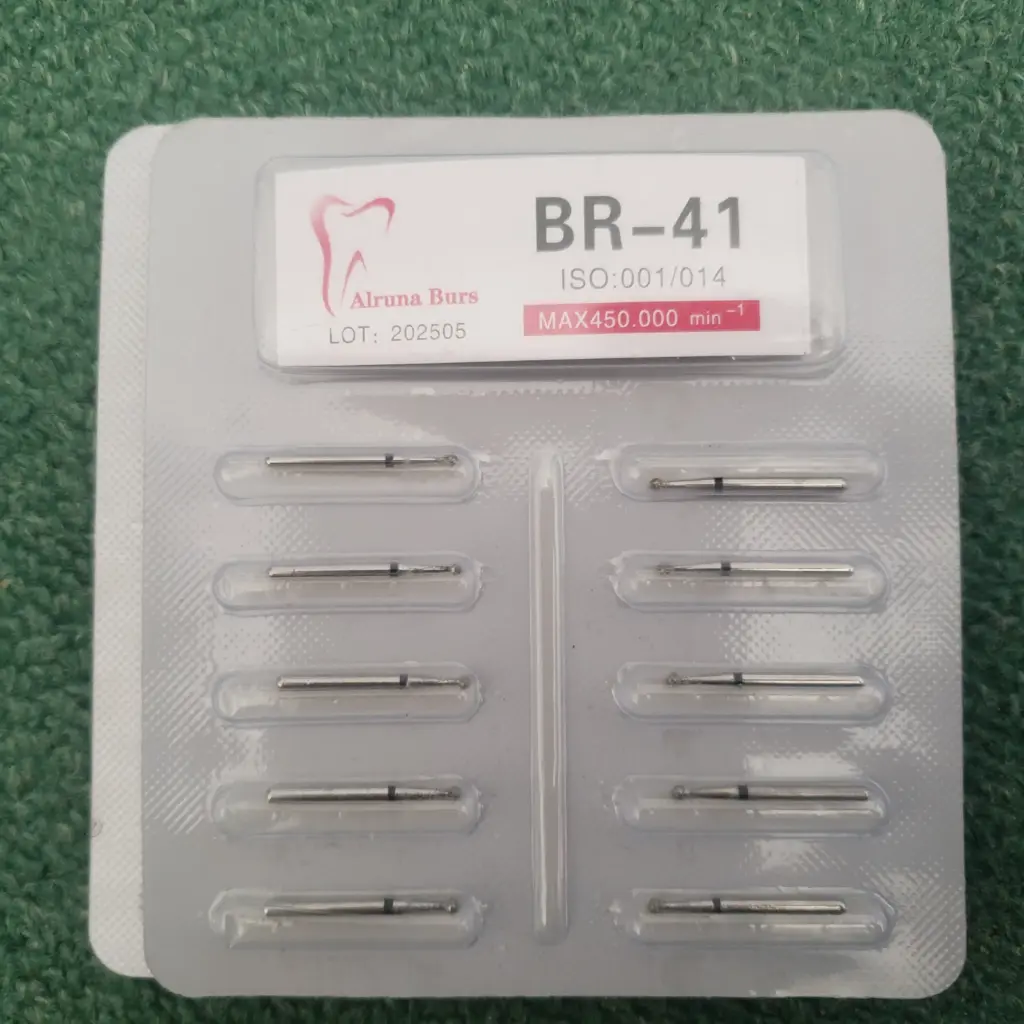 Alruna Burs
LOT: 202505
BR-41
ISO:001/014
MAX450.000 min⁻¹